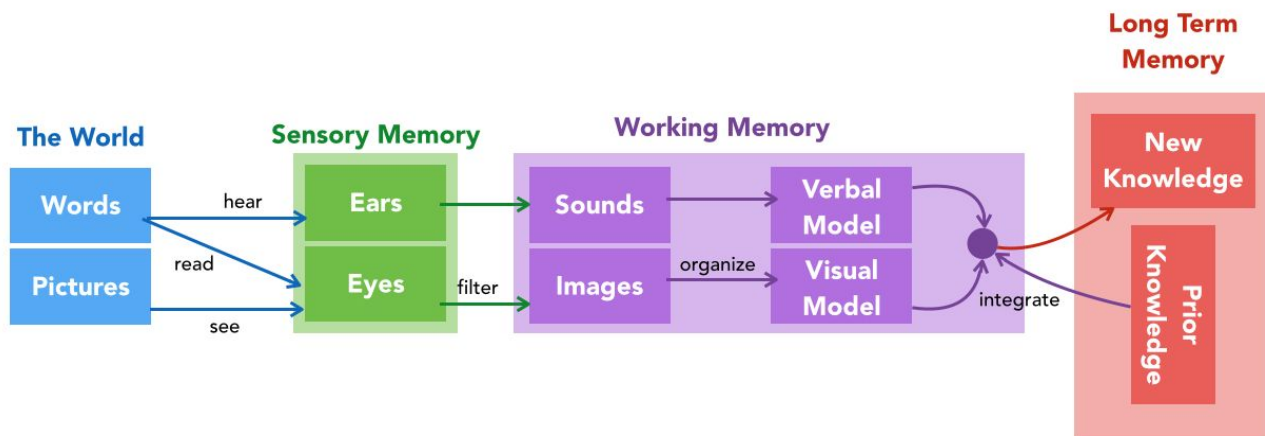 Long Term
Memory
The World
Sensory Memory
Working Memory
Words
hear
Ears
Sounds
Verbal
Model
New
Knowledge
read
Pictures
see
Eyes
filter
Images
organize
Visual
Model
integrate
Prior
Knowledge